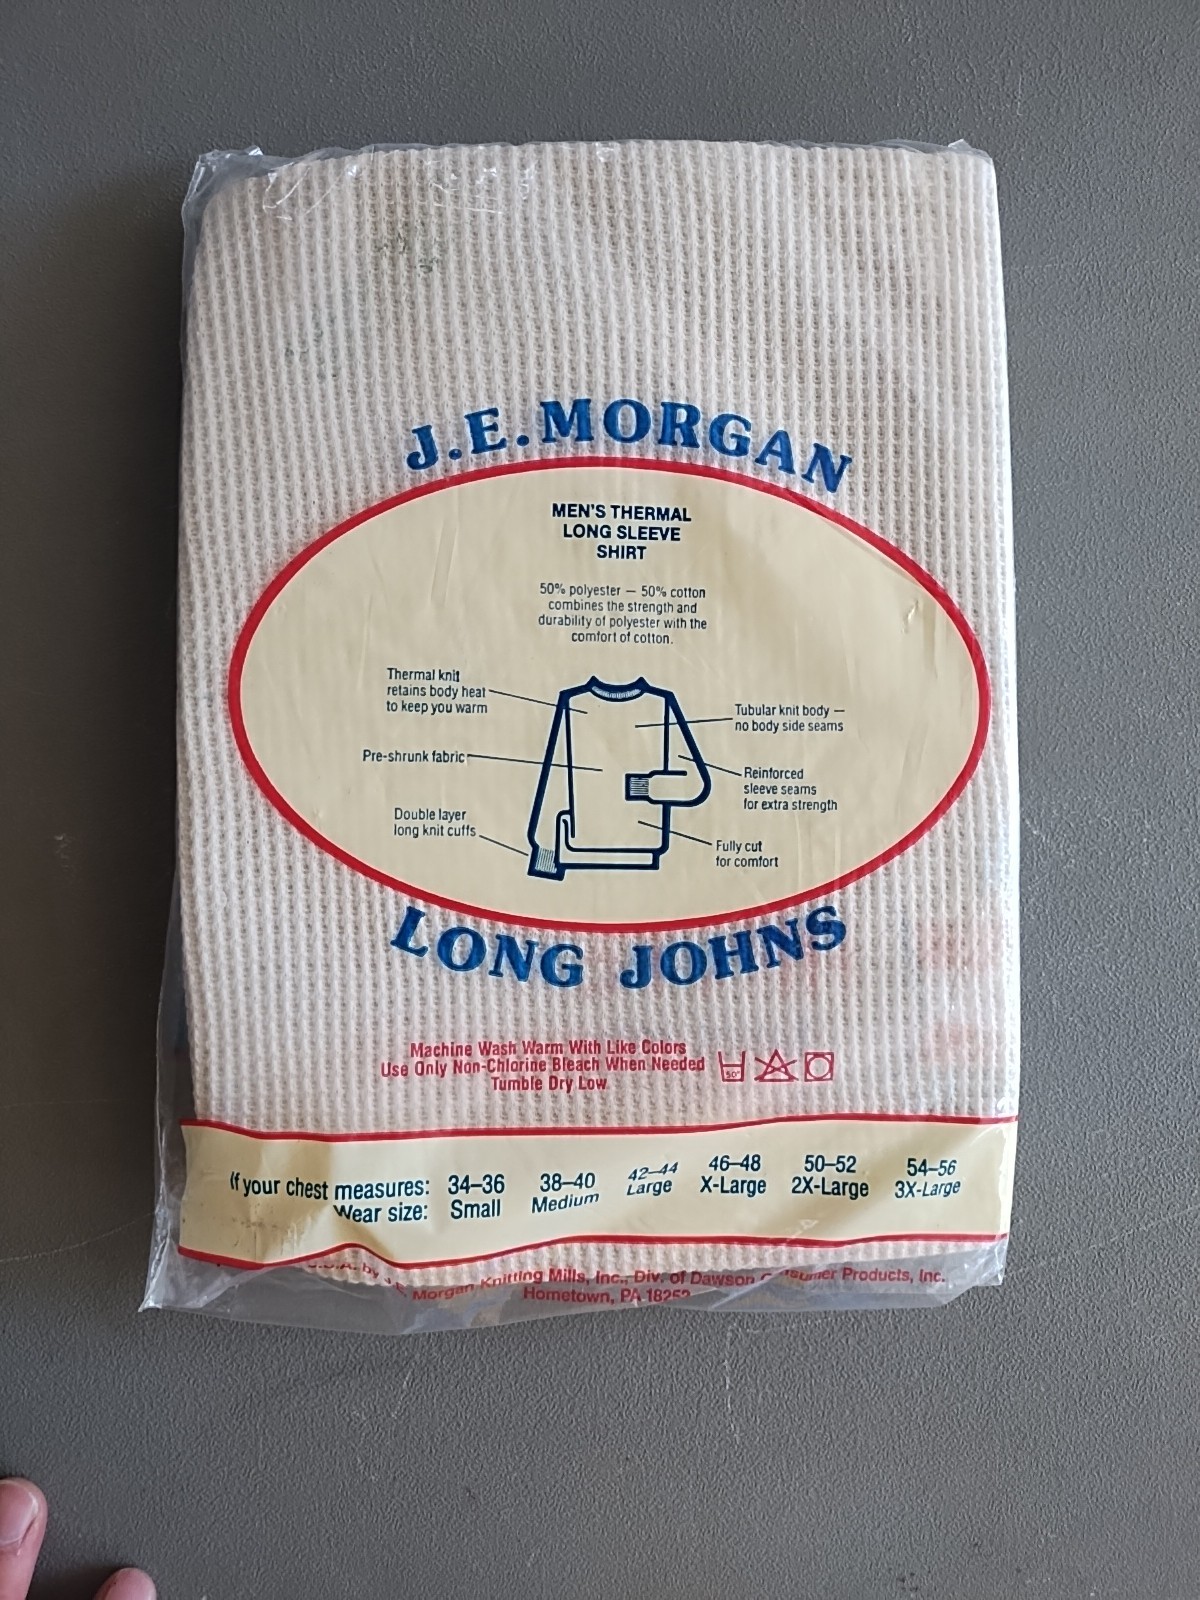 J.E. MORGAN
MEN'S THERMAL
LONG SLEEVE
SHIRT
50% polyester — 50% cotton
combines the strength and
durability of polyester with the
comfort of cotton.
Thermal knit
retains body heat
to keep you warm
Tubular knit body —
no body side seams
Pre-shrunk fabric
Reinforced
sleeve seams
for extra strength
Double layer
long knit cuffs
Fully cut
for comfort
LONG JOHNS
Machine Wash Warm With Like Colors
Use Only Non-Chlorine Bleach When Needed
Tumble Dry Low
50°
If your chest measures: 34–36 38–40 42–44 46–48 50–52 54–56
Wear size: Small Medium Large X-Large 2X-Large 3X-Large
by J.E. Morgan Knitting Mills, Inc., Div. of Dawson Products, Inc.
Hometown, PA 18252